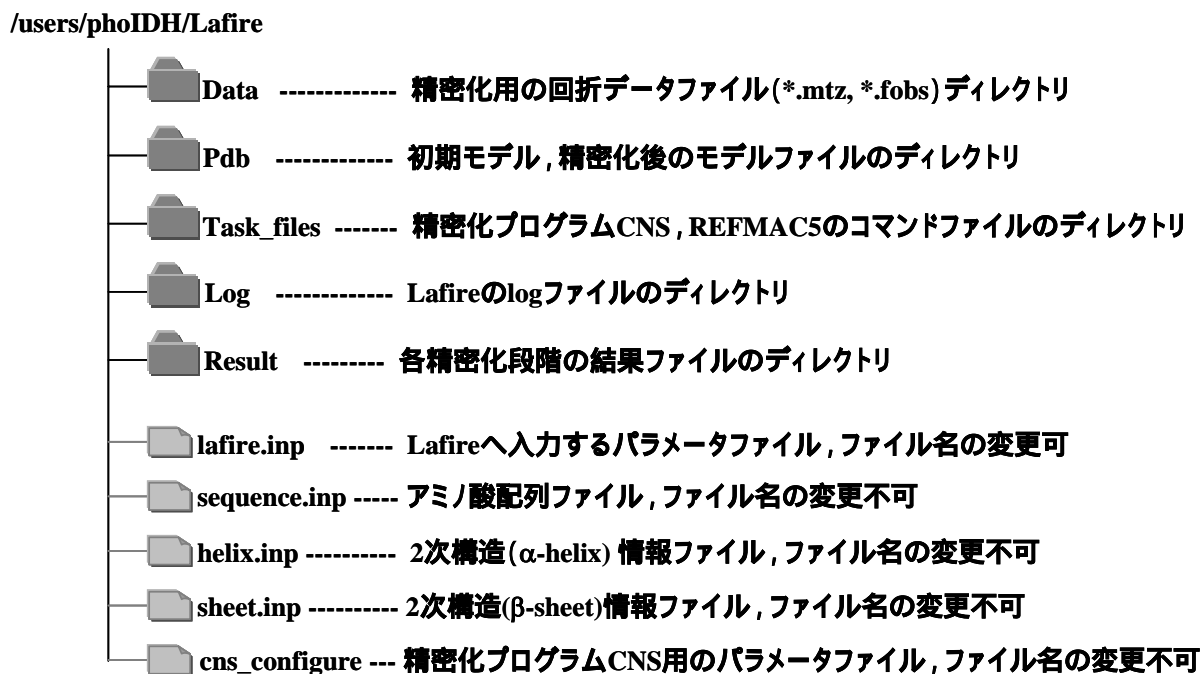 /users/phoIDH/Lafire
Data ------------- 精密化用の回折データファイル(*.mtz, *.fobs)ディレクトリ
Pdb ------------- 初期モデル,精密化後のモデルファイルのディレクトリ
Task_files ------- 精密化プログラムCNS,REFMAC5のコマンドファイルのディレクトリ
Log ------------- Lafireのlogファイルのディレクトリ
Result --------- 各精密化段階の結果ファイルのディレクトリ
lafire.inp ------- Lafireへ入力するパラメータファイル,ファイル名の変更可
sequence.inp ----- アミノ酸配列ファイル,ファイル名の変更不可
helix.inp ---------- 2次構造(α-helix) 情報ファイル,ファイル名の変更不可
sheet.inp ---------- 2次構造(β-sheet)情報ファイル,ファイル名の変更不可
cns_configure --- 精密化プログラムCNS用のパラメータファイル,ファイル名の変更不可